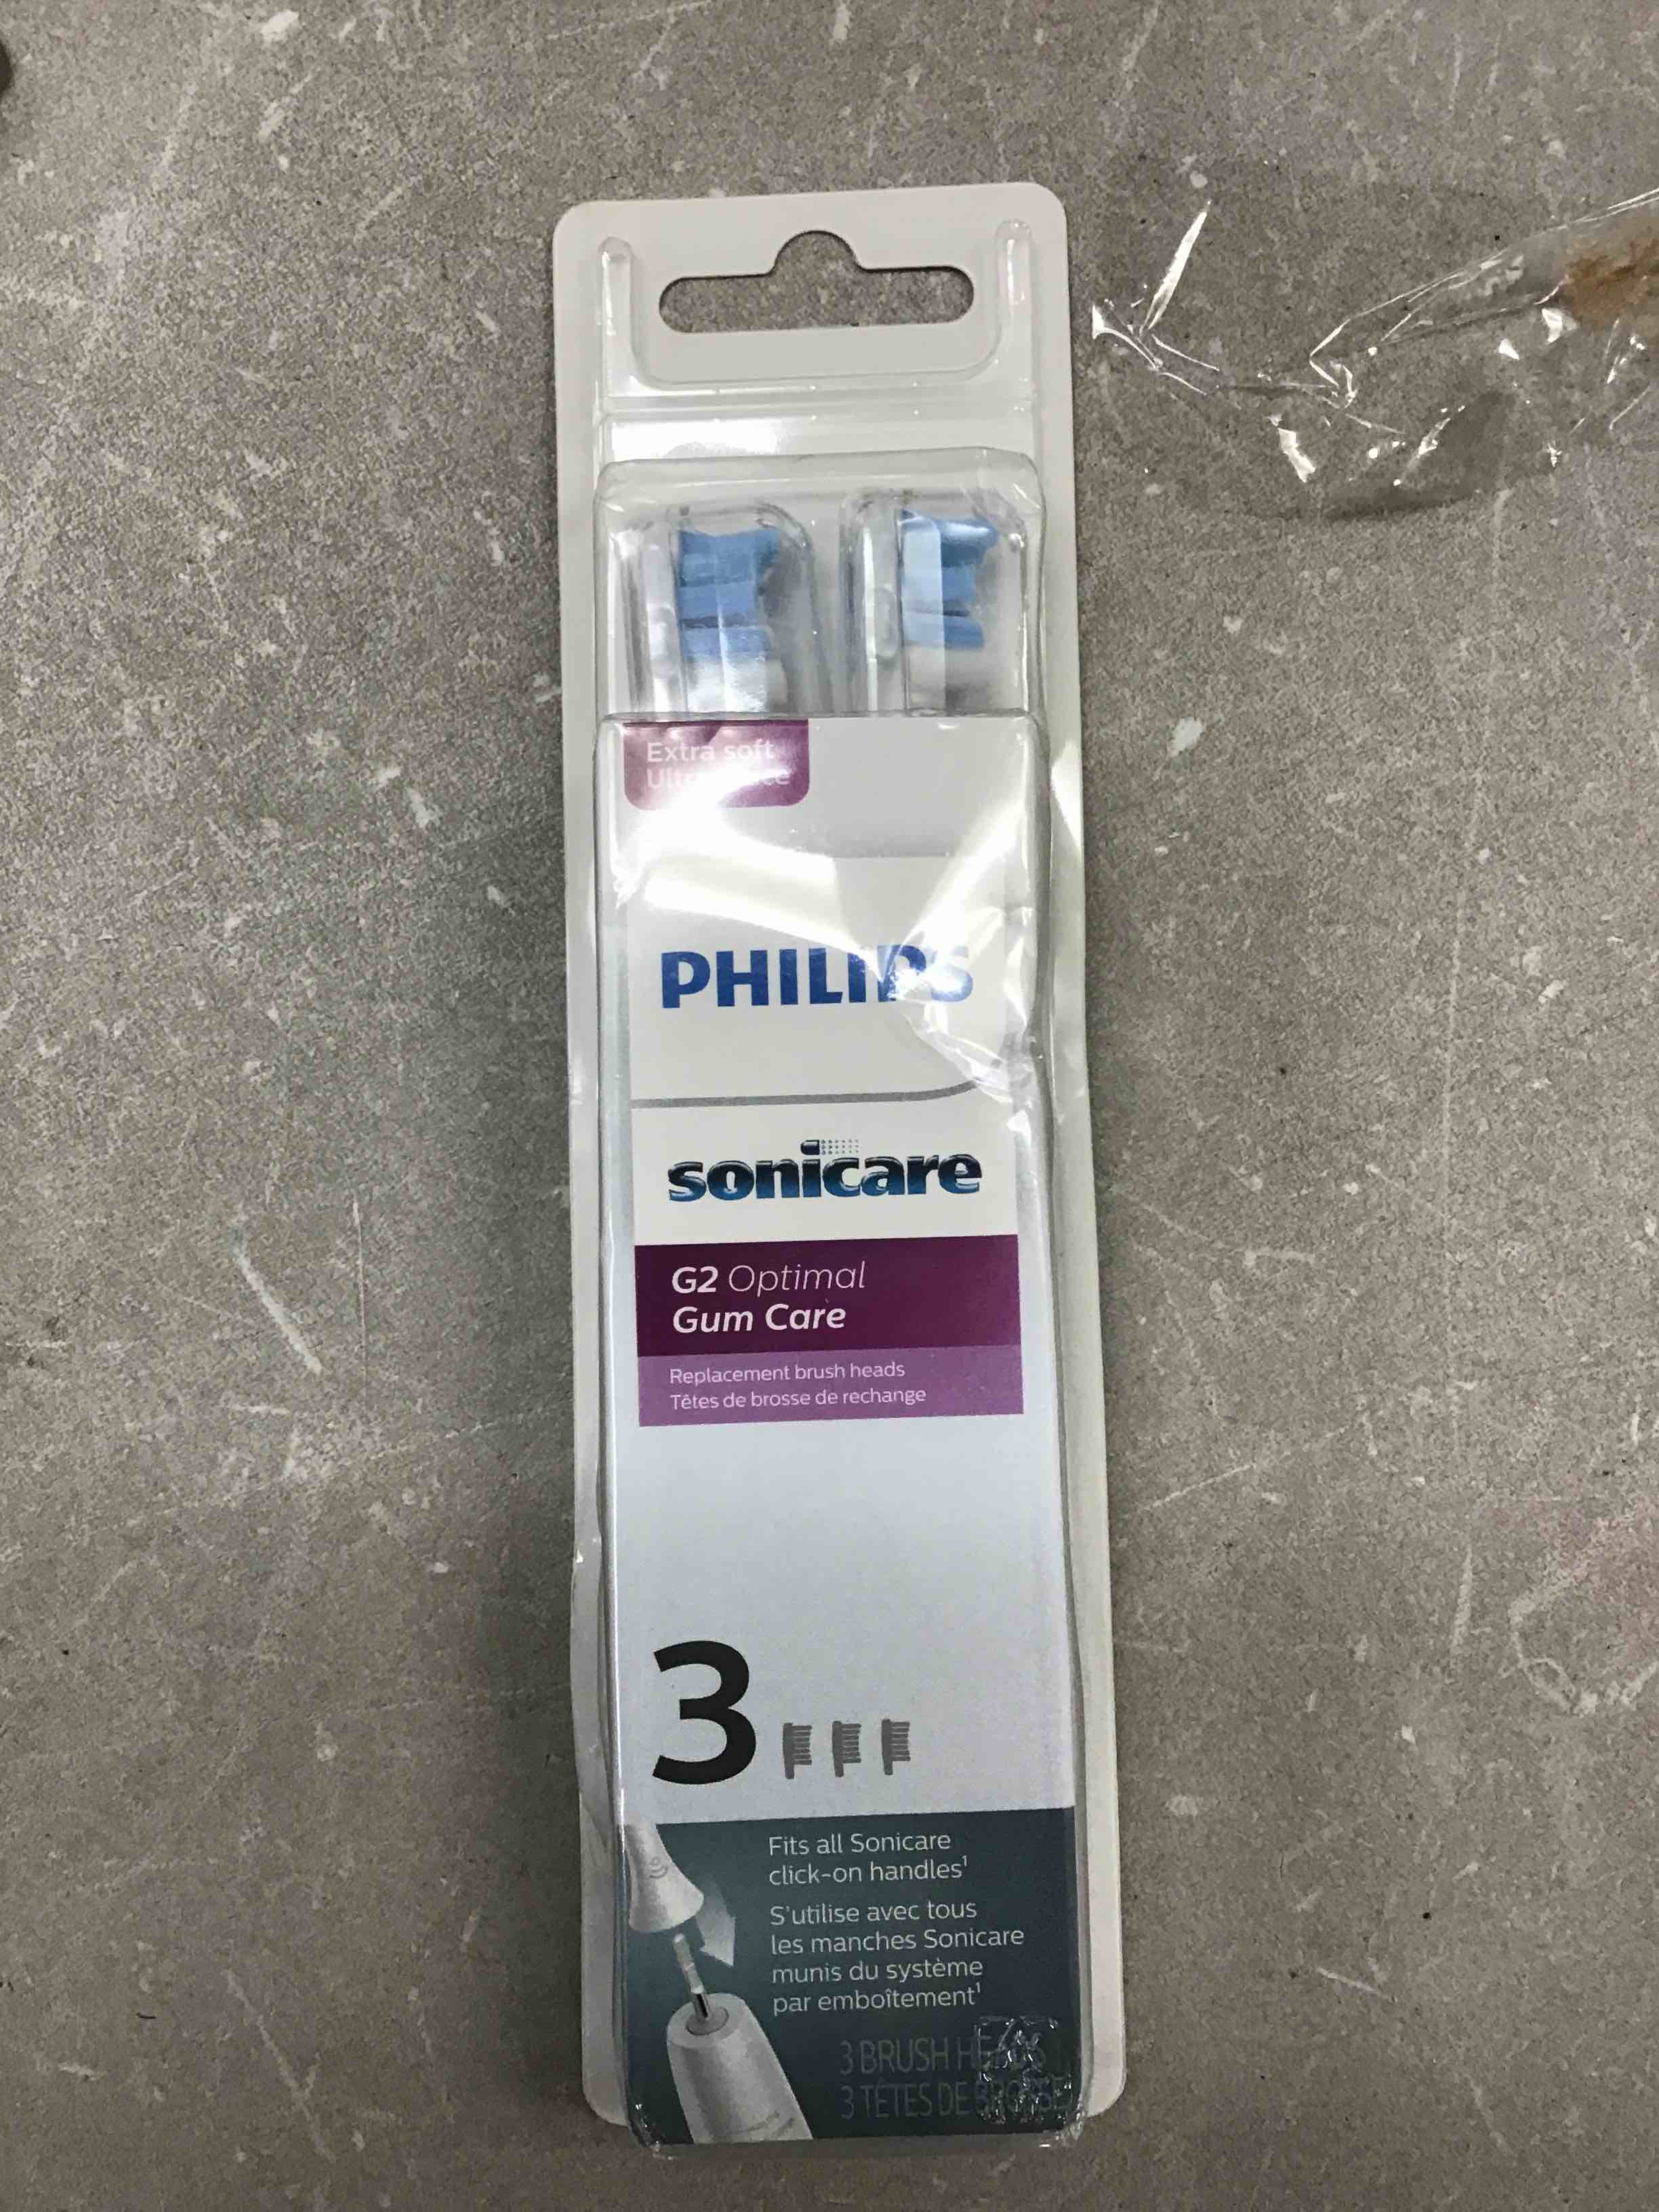 Extra soft
PHILIPS
sonicare
G2 Optimal
Gum Care
Replacement brush heads
Têtes de brosse de rechange
3
Fits all Sonicare
click-on handles¹
S'utilise avec tous
les manches Sonicare
munis du système
par emboîtement¹
3 BRUSH HEADS
3 TÊTES DE BROSSE